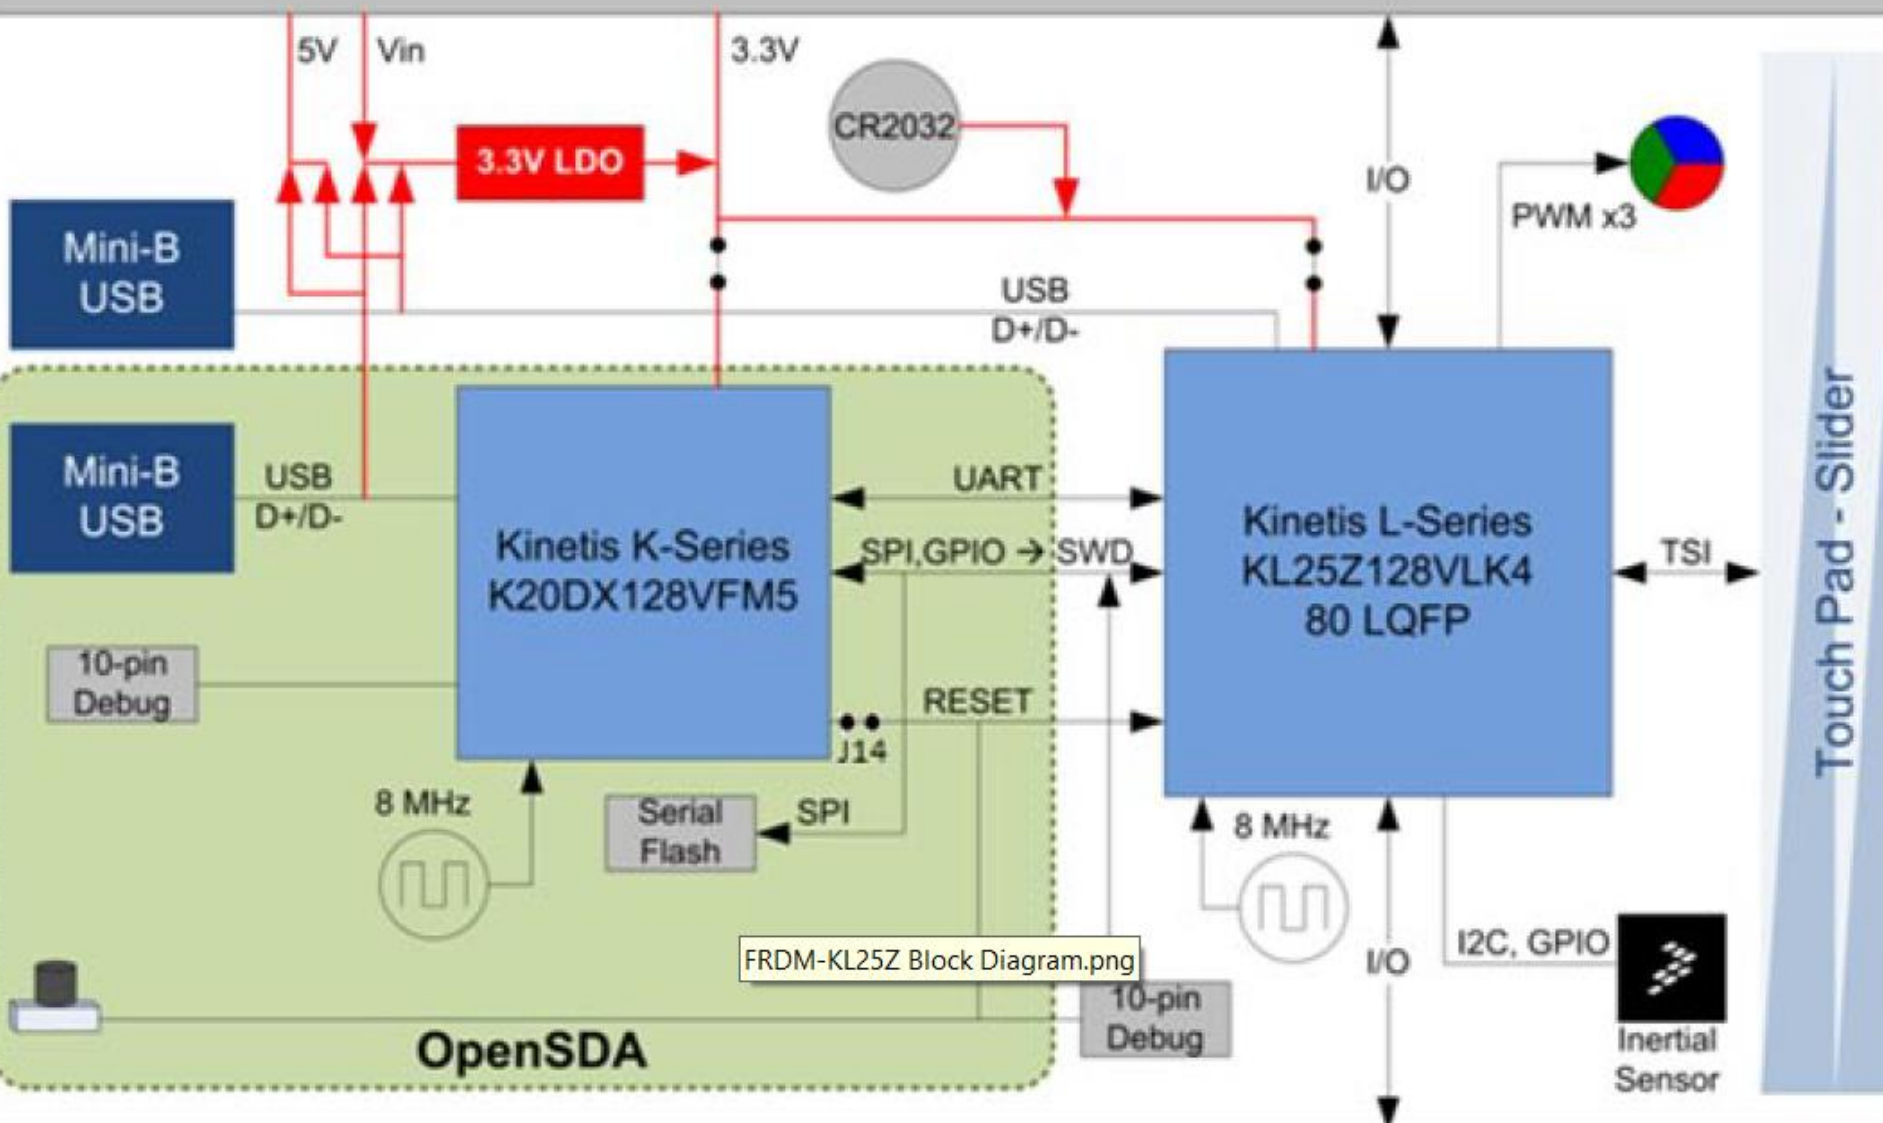 5V
Vin
3.3V
CR2032
3.3V LDO
I/O
PWM x3
Mini-B
USB
USB
D+/D-
Mini-B
USB
USB
D+/D-
Kinetis K-Series
K20DX128VFM5
UART
SPI,GPIO → SWD
Kinetis L-Series
KL25Z128VLK4
80 LQFP
TSI
Touch Pad - Slider
10-pin
Debug
RESET
J14
8 MHz
Serial
Flash
SPI
8 MHz
I/O
I2C, GPIO
FRDM-KL25Z Block Diagram.png
10-pin
Debug
OpenSDA
Inertial
Sensor